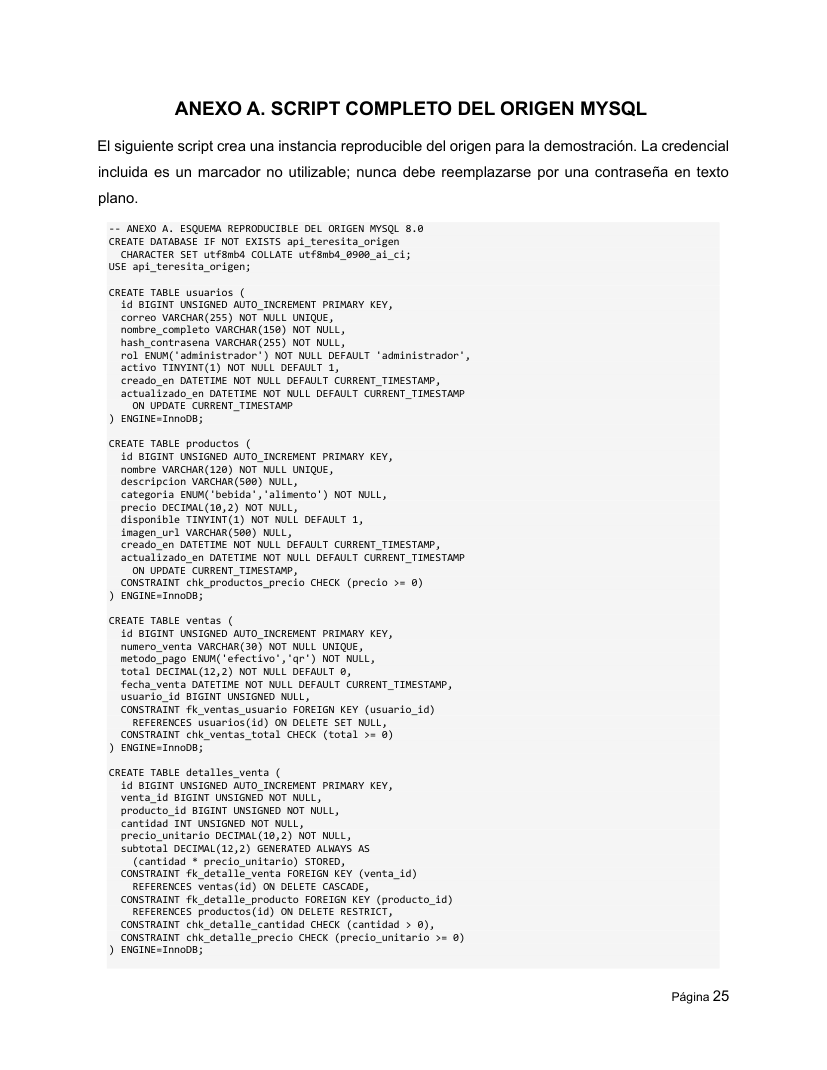 ANEXO A. SCRIPT COMPLETO DEL ORIGEN MYSQL
El siguiente script crea una instancia reproducible del origen para la demostración. La credencial
incluida es un marcador no utilizable; nunca debe reemplazarse por una contraseña en texto
plano.
-- ANEXO A. ESQUEMA REPRODUCIBLE DEL ORIGEN MYSQL 8.0
CREATE DATABASE IF NOT EXISTS api_teresita_origen
  CHARACTER SET utf8mb4 COLLATE utf8mb4_0900_ai_ci;
USE api_teresita_origen;

CREATE TABLE usuarios (
  id BIGINT UNSIGNED AUTO_INCREMENT PRIMARY KEY,
  correo VARCHAR(255) NOT NULL UNIQUE,
  nombre_completo VARCHAR(150) NOT NULL,
  hash_contrasena VARCHAR(255) NOT NULL,
  rol ENUM('administrador') NOT NULL DEFAULT 'administrador',
  activo TINYINT(1) NOT NULL DEFAULT 1,
  creado_en DATETIME NOT NULL DEFAULT CURRENT_TIMESTAMP,
  actualizado_en DATETIME NOT NULL DEFAULT CURRENT_TIMESTAMP
    ON UPDATE CURRENT_TIMESTAMP
) ENGINE=InnoDB;

CREATE TABLE productos (
  id BIGINT UNSIGNED AUTO_INCREMENT PRIMARY KEY,
  nombre VARCHAR(120) NOT NULL UNIQUE,
  descripcion VARCHAR(500) NULL,
  categoria ENUM('bebida','alimento') NOT NULL,
  precio DECIMAL(10,2) NOT NULL,
  disponible TINYINT(1) NOT NULL DEFAULT 1,
  imagen_url VARCHAR(500) NULL,
  creado_en DATETIME NOT NULL DEFAULT CURRENT_TIMESTAMP,
  actualizado_en DATETIME NOT NULL DEFAULT CURRENT_TIMESTAMP
    ON UPDATE CURRENT_TIMESTAMP,
  CONSTRAINT chk_productos_precio CHECK (precio >= 0)
) ENGINE=InnoDB;

CREATE TABLE ventas (
  id BIGINT UNSIGNED AUTO_INCREMENT PRIMARY KEY,
  numero_venta VARCHAR(30) NOT NULL UNIQUE,
  metodo_pago ENUM('efectivo','qr') NOT NULL,
  total DECIMAL(12,2) NOT NULL DEFAULT 0,
  fecha_venta DATETIME NOT NULL DEFAULT CURRENT_TIMESTAMP,
  usuario_id BIGINT UNSIGNED NULL,
  CONSTRAINT fk_ventas_usuario FOREIGN KEY (usuario_id)
    REFERENCES usuarios(id) ON DELETE SET NULL,
  CONSTRAINT chk_ventas_total CHECK (total >= 0)
) ENGINE=InnoDB;

CREATE TABLE detalles_venta (
  id BIGINT UNSIGNED AUTO_INCREMENT PRIMARY KEY,
  venta_id BIGINT UNSIGNED NOT NULL,
  producto_id BIGINT UNSIGNED NOT NULL,
  cantidad INT UNSIGNED NOT NULL,
  precio_unitario DECIMAL(10,2) NOT NULL,
  subtotal DECIMAL(12,2) GENERATED ALWAYS AS
    (cantidad * precio_unitario) STORED,
  CONSTRAINT fk_detalle_venta FOREIGN KEY (venta_id)
    REFERENCES ventas(id) ON DELETE CASCADE,
  CONSTRAINT fk_detalle_producto FOREIGN KEY (producto_id)
    REFERENCES productos(id) ON DELETE RESTRICT,
  CONSTRAINT chk_detalle_cantidad CHECK (cantidad > 0),
  CONSTRAINT chk_detalle_precio CHECK (precio_unitario >= 0)
) ENGINE=InnoDB;
Página 25